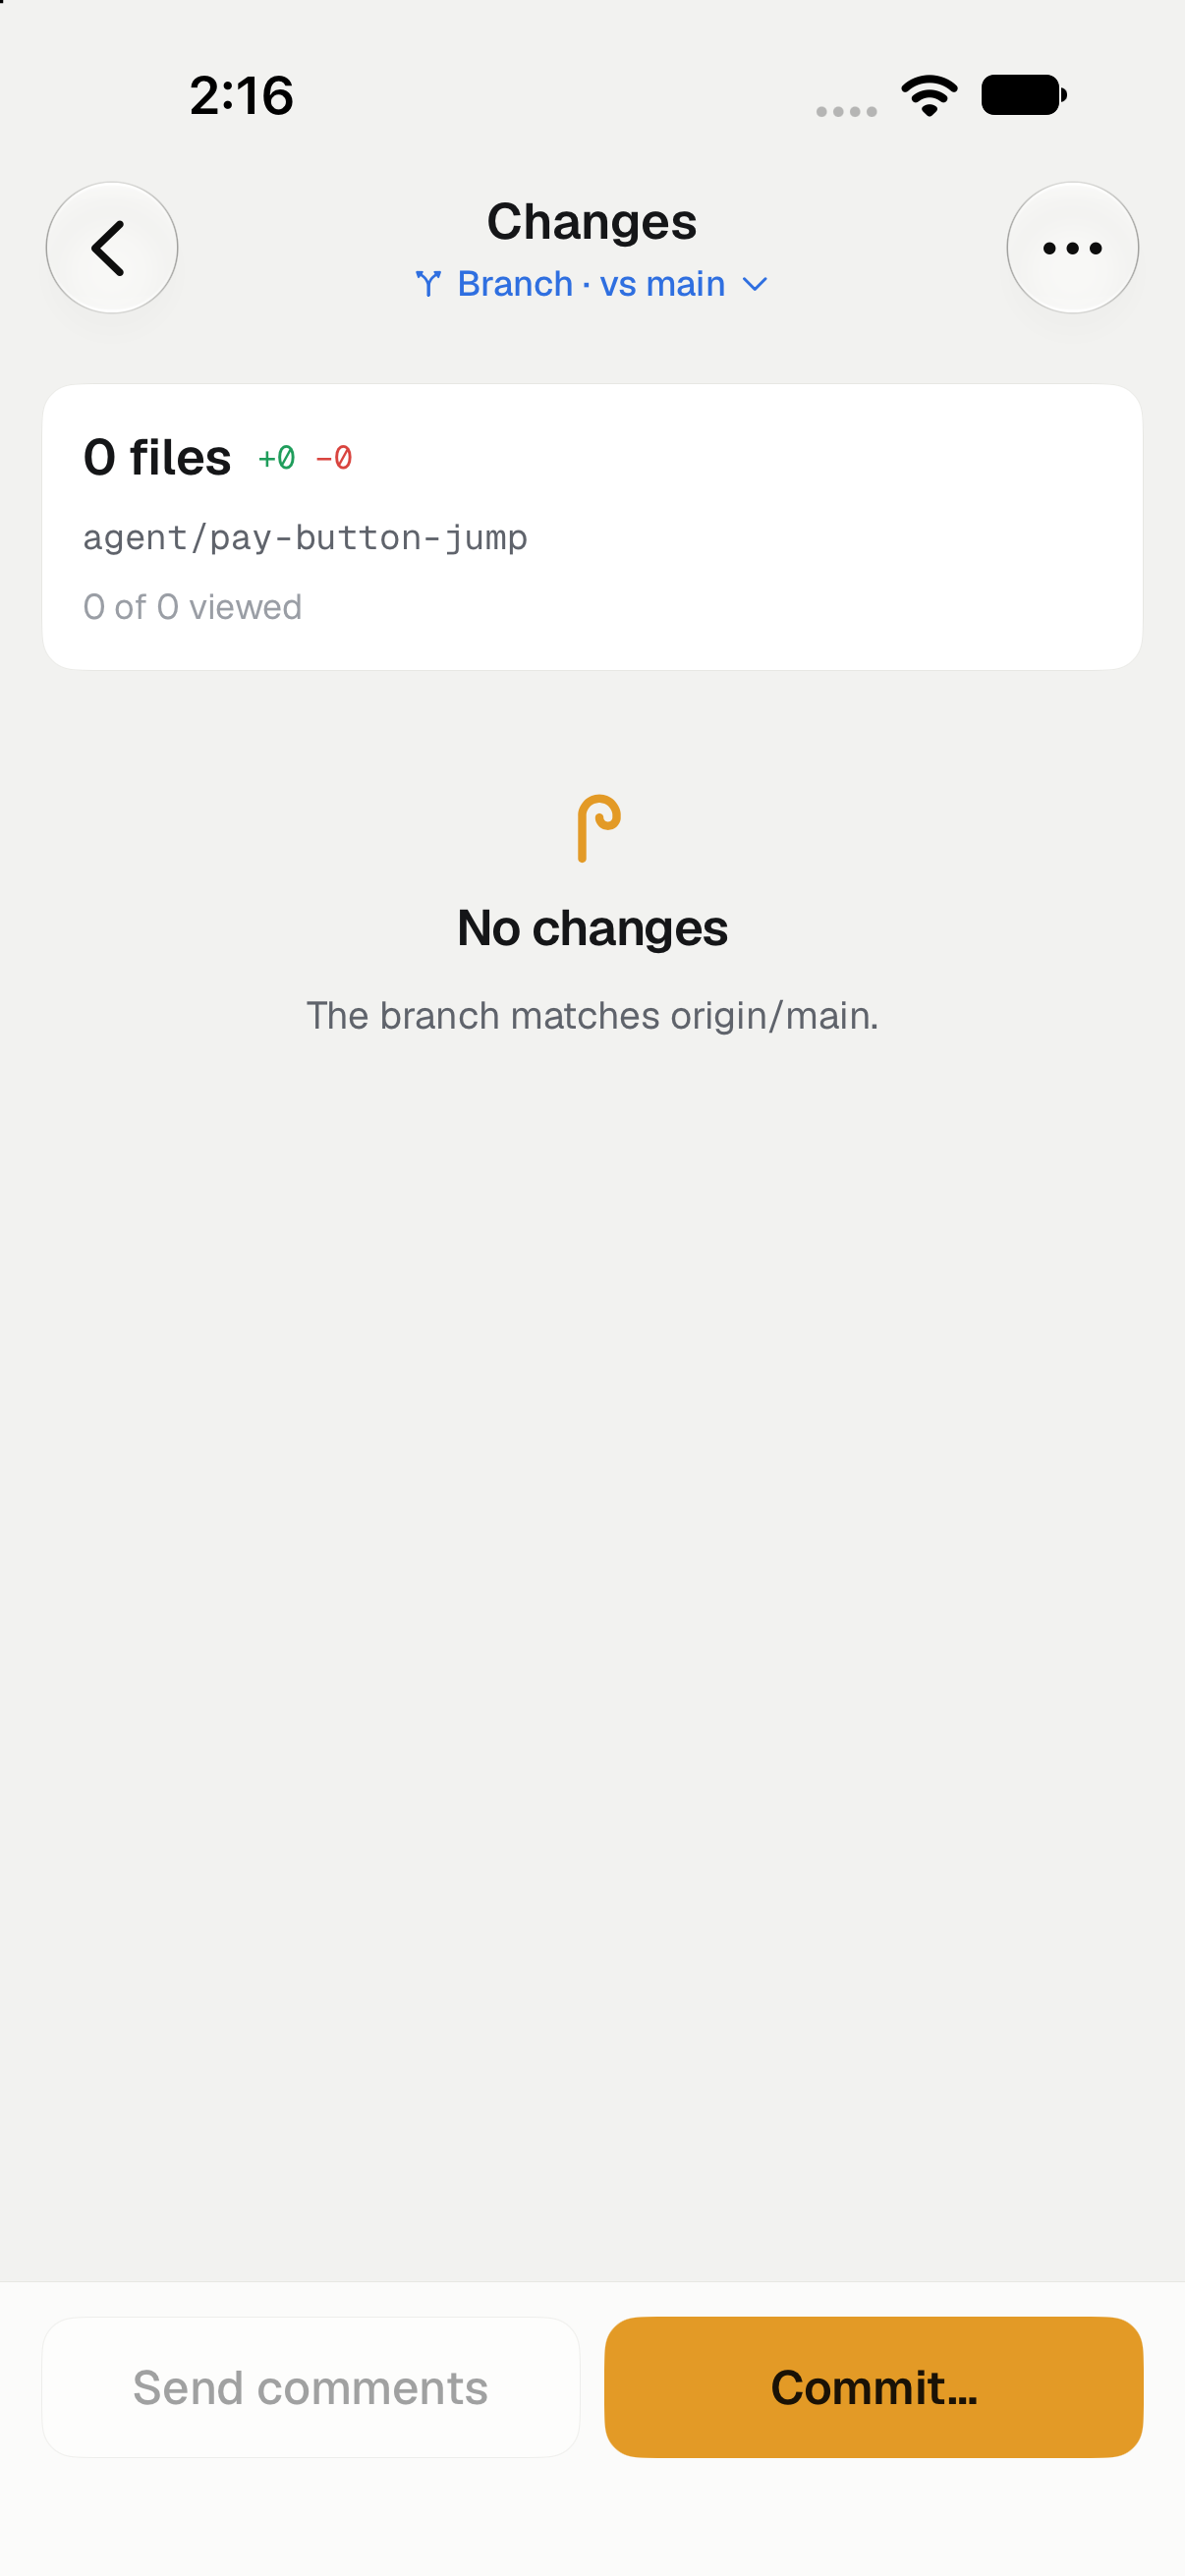 2:16
Changes
Branch · vs main
0 files +0 −0
agent/pay-button-jump
0 of 0 viewed
No changes
The branch matches origin/main.
Send comments
Commit...